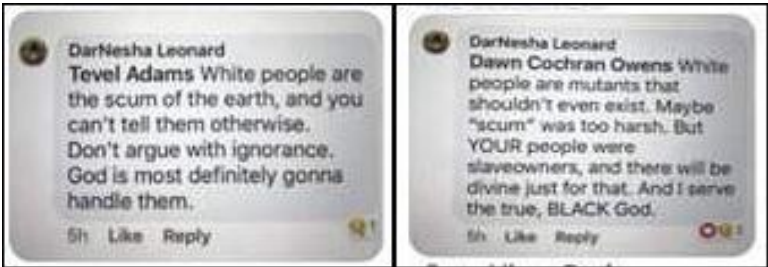 DarNesha Leonard
Tevel Adams White people are
the scum of the earth, and you
can't tell them otherwise.
Don't argue with ignorance.
God is most definitely gonna
handle them.
5h Like Reply
1
DarNesha Leonard
Dawn Cochran Owens White
people are mutants that
shouldn't even exist. Maybe
"scum" was too harsh. But
YOUR people were
slaveowners, and there will be
divine just for that. And I serve
the true, BLACK God.
5h Like Reply